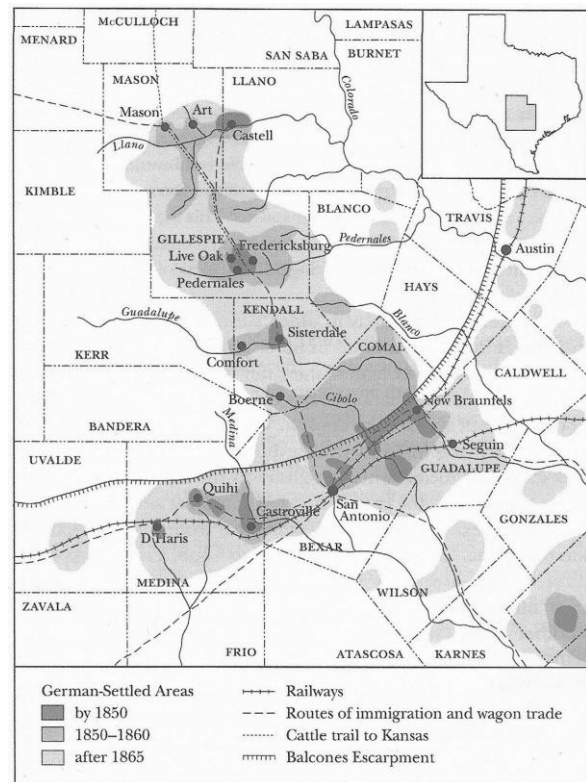 McCULLOCH
LAMPASAS
MENARD
SAN SABA
BURNET
MASON
LLANO
Colorado
Mason
Art
Castell
Llano
KIMBLE
BLANCO
TRAVIS
GILLESPIE
Fredericksburg
Pedernales
Austin
Live Oak
Pedernales
HAYS
KENDALL
Guadalupe
Sisterdale
Blanco
COMAL
KERR
Comfort
CALDWELL
Boerne
Cibolo
New Braunfels
Medina
BANDERA
Seguin
UVALDE
GUADALUPE
Quihi
San
Antonio
Castroville
GONZALES
D'Haris
BEXAR
MEDINA
WILSON
ZAVALA
FRIO
ATASCOSA
KARNES
German-Settled Areas
by 1850
1850–1860
after 1865
Railways
Routes of immigration and wagon trade
Cattle trail to Kansas
Balcones Escarpment